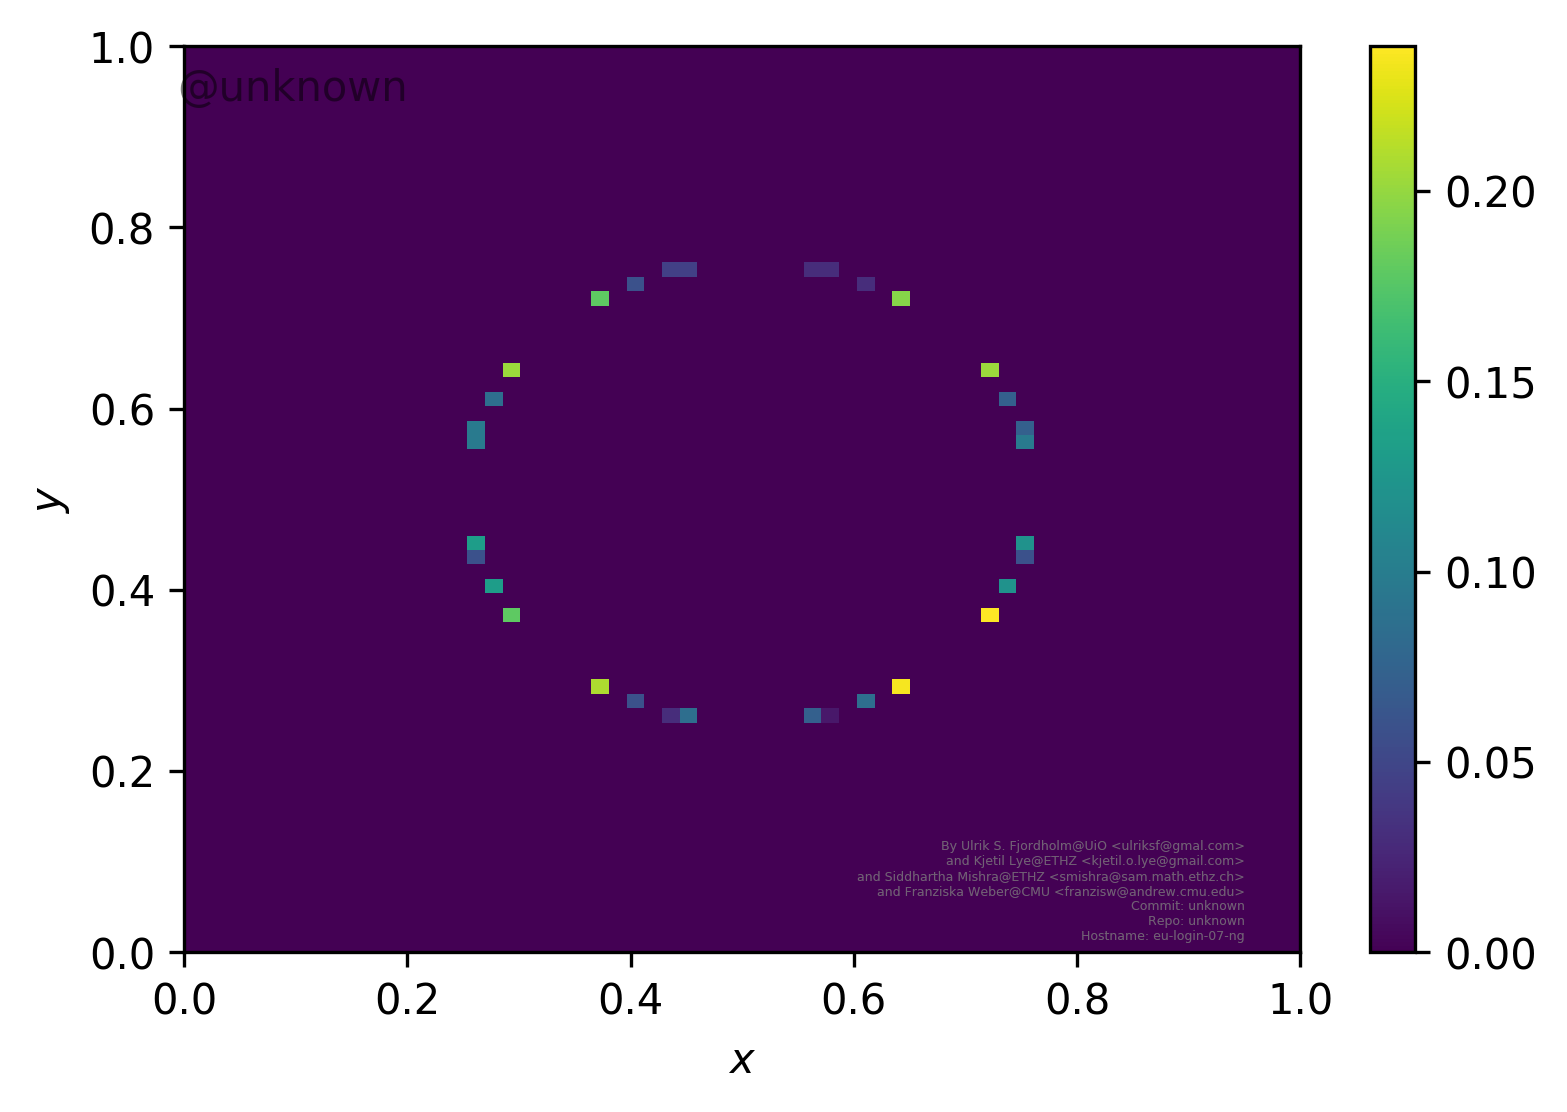 @unknown
1.0
0.8
0.6
0.4
0.2
0.0
y
0.0 0.2 0.4 0.6 0.8 1.0
x
0.20
0.15
0.10
0.05
0.00
By Ulrik S. Fjordholm@UiO <ulriksf@gmal.com>
and Kjetil Lye@ETHZ <kjetil.o.lye@gmail.com>
and Siddhartha Mishra@ETHZ <smishra@sam.math.ethz.ch>
and Franziska Weber@CMU <franzisw@andrew.cmu.edu>
Commit: unknown
Repo: unknown
Hostname: eu-login-07-ng